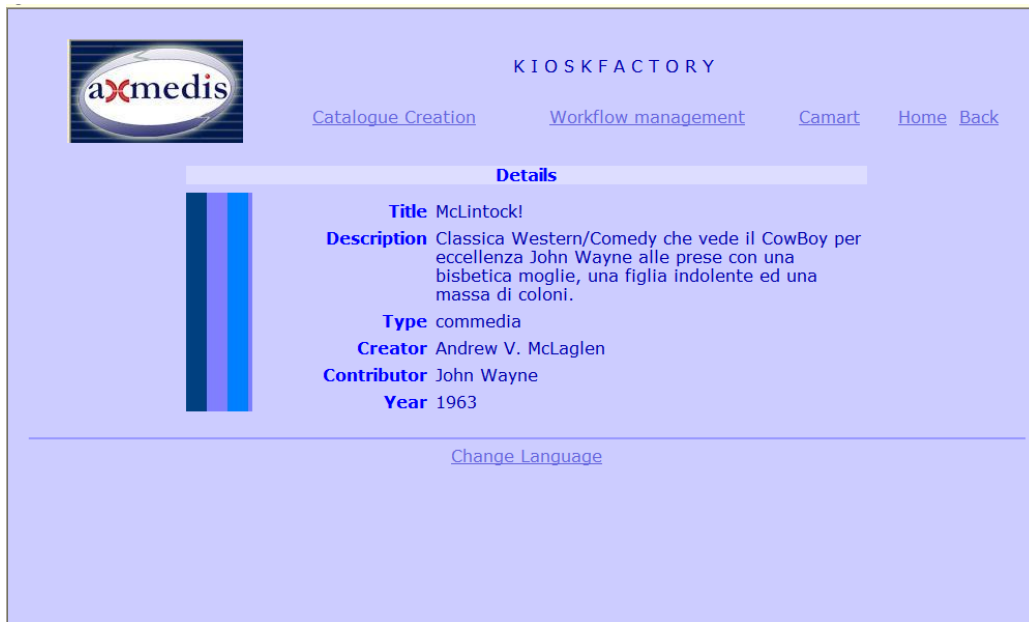 axmedis
KIOSKFACTORY
Catalogue Creation Workflow management Camart Home Back
Details
Title McLintock!
Description Classica Western/Comedy che vede il CowBoy per
eccellenza John Wayne alle prese con una
bisbetica moglie, una figlia indolente ed una
massa di coloni.
Type commedia
Creator Andrew V. McLaglen
Contributor John Wayne
Year 1963
Change Language